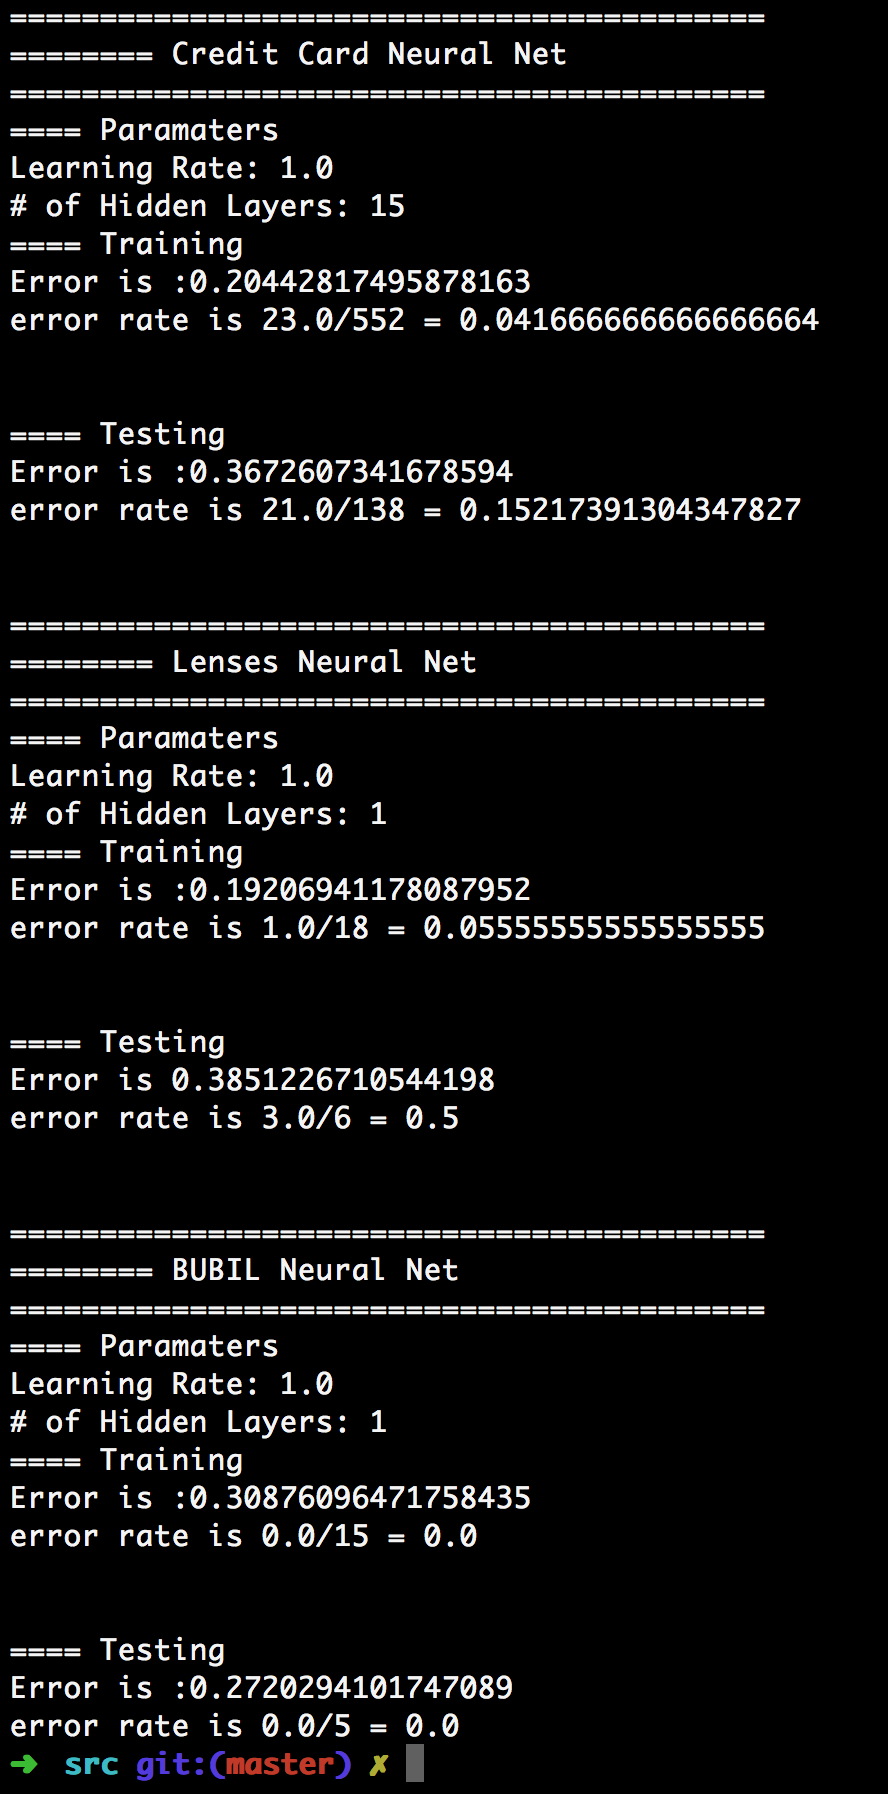 ==========================================
======== Credit Card Neural Net
==========================================
==== Paramaters
Learning Rate: 1.0
# of Hidden Layers: 15
==== Training
Error is :0.20442817495878163
error rate is 23.0/552 = 0.041666666666666664
==== Testing
Error is :0.3672607341678594
error rate is 21.0/138 = 0.15217391304347827
==========================================
======== Lenses Neural Net
==========================================
==== Paramaters
Learning Rate: 1.0
# of Hidden Layers: 1
==== Training
Error is :0.19206941178087952
error rate is 1.0/18 = 0.05555555555555555
==== Testing
Error is 0.3851226710544198
error rate is 3.0/6 = 0.5
==========================================
======== BUBIL Neural Net
==========================================
==== Paramaters
Learning Rate: 1.0
# of Hidden Layers: 1
==== Training
Error is :0.30876096471758435
error rate is 0.0/15 = 0.0
==== Testing
Error is :0.2720294101747089
error rate is 0.0/5 = 0.0
➜ src git:(master) ✗